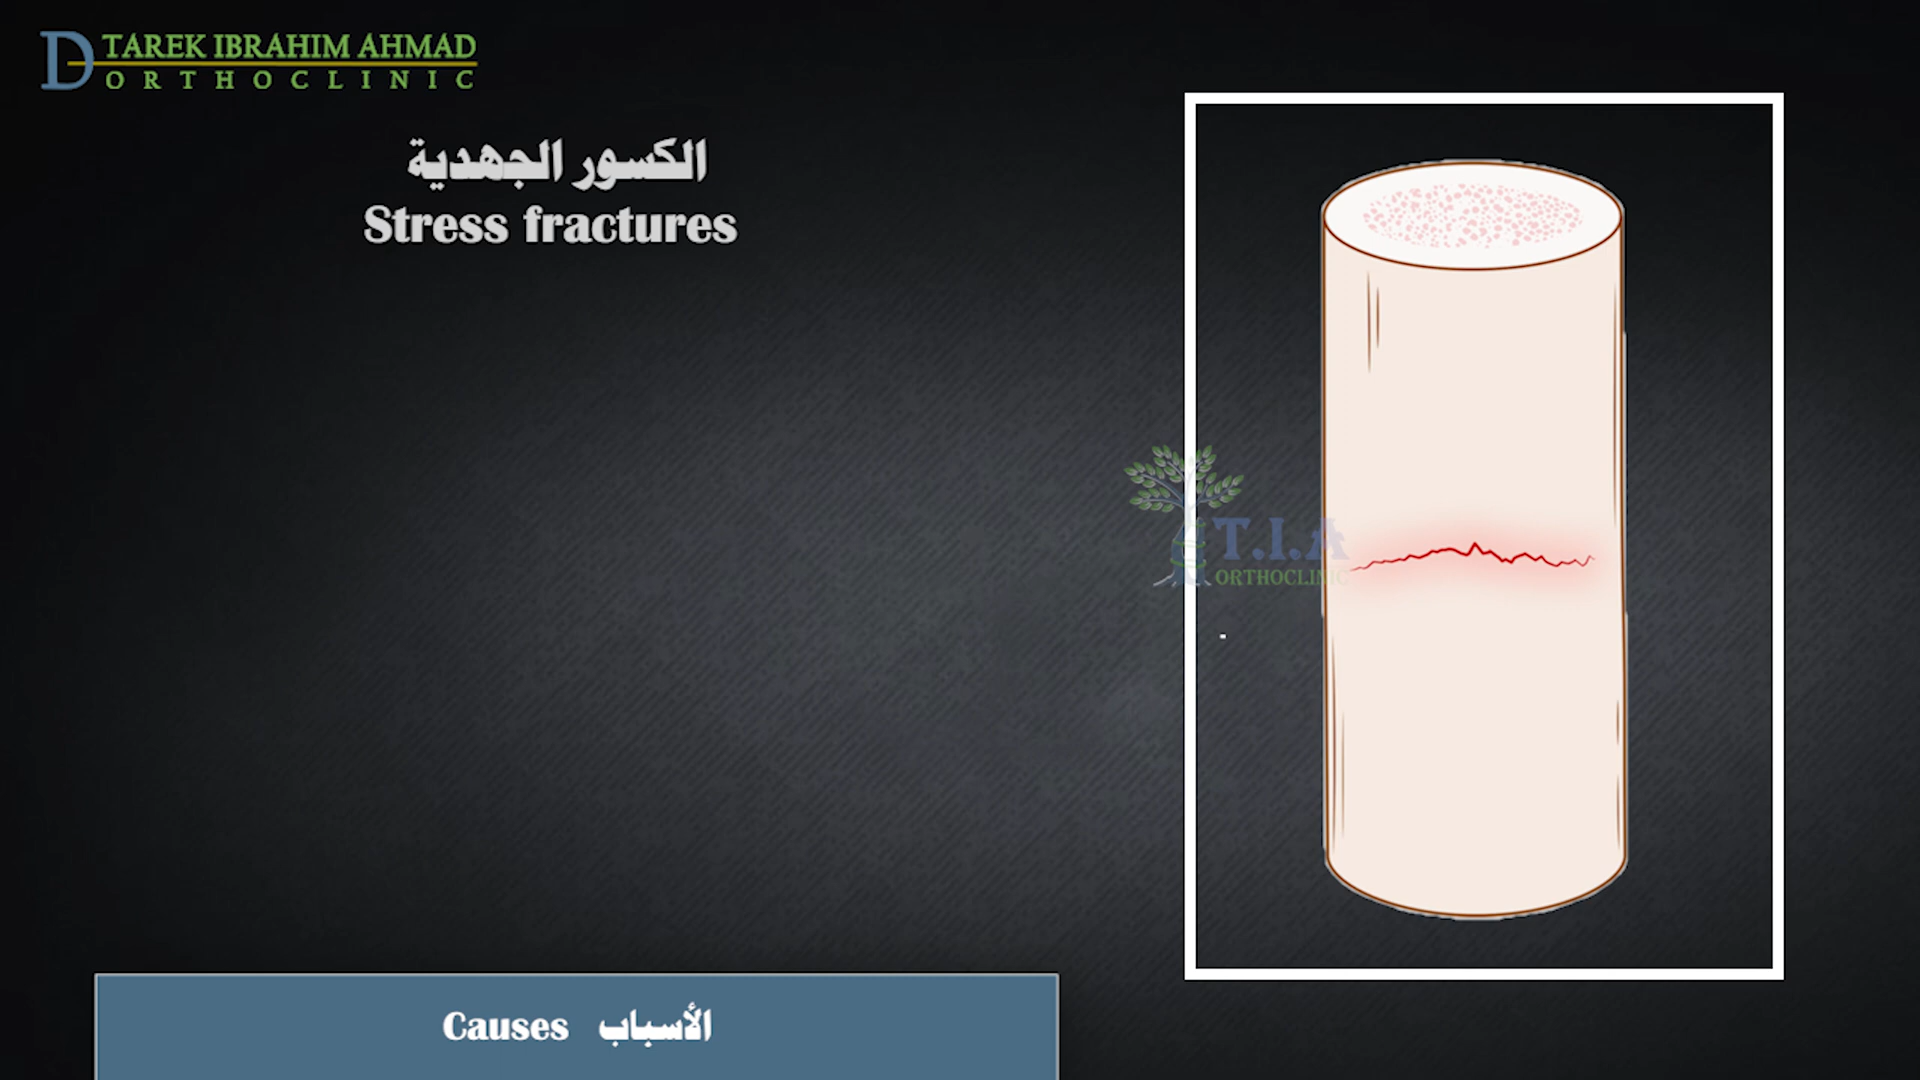 D TAREK IBRAHIM AHMAD
ORTHOCLINIC
الكسور الجهدية
Stress fractures
T.I.A
ORTHOCLINIC
Causes الأسباب